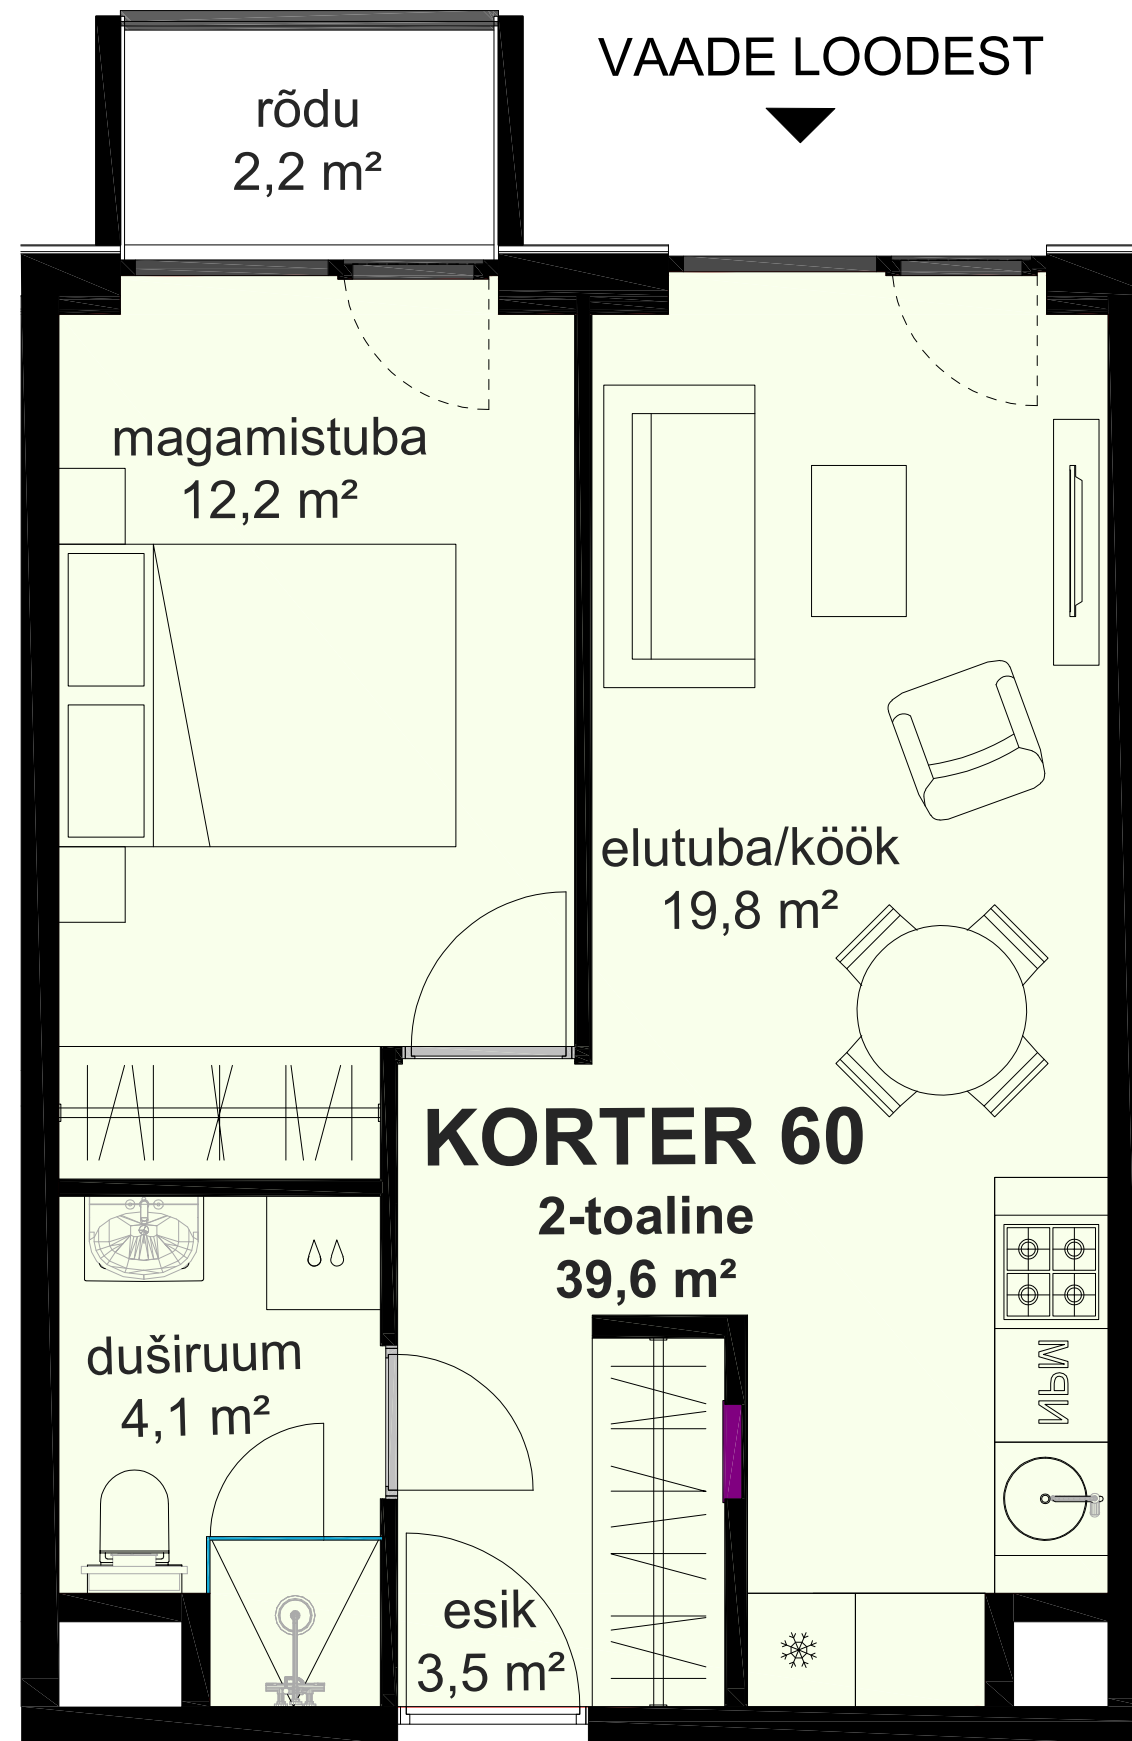 VAADE LOODEST
rõdu
2,2 m²
magamistuba
12,2 m²
elutuba/köök
19,8 m²
KORTER 60
2-toaline
39,6 m²
duširuum
4,1 m²
MPN
esik
3,5 m²